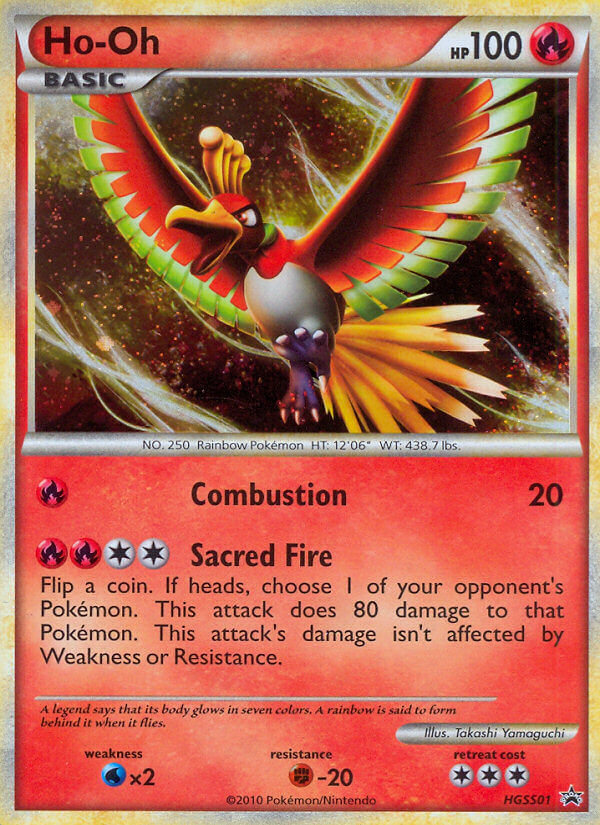 Ho-Oh
HP100
BASIC
NO. 250 Rainbow Pokémon HT: 12'06" WT: 438.7 lbs.
Combustion 20
Sacred Fire
Flip a coin. If heads, choose 1 of your opponent's
Pokémon. This attack does 80 damage to that
Pokémon. This attack's damage isn't affected by
Weakness or Resistance.
A legend says that its body glows in seven colors. A rainbow is said to form
behind it when it flies.
Illus. Takashi Yamaguchi
weakness resistance retreat cost
×2 -20
©2010 Pokémon/Nintendo HGSS01